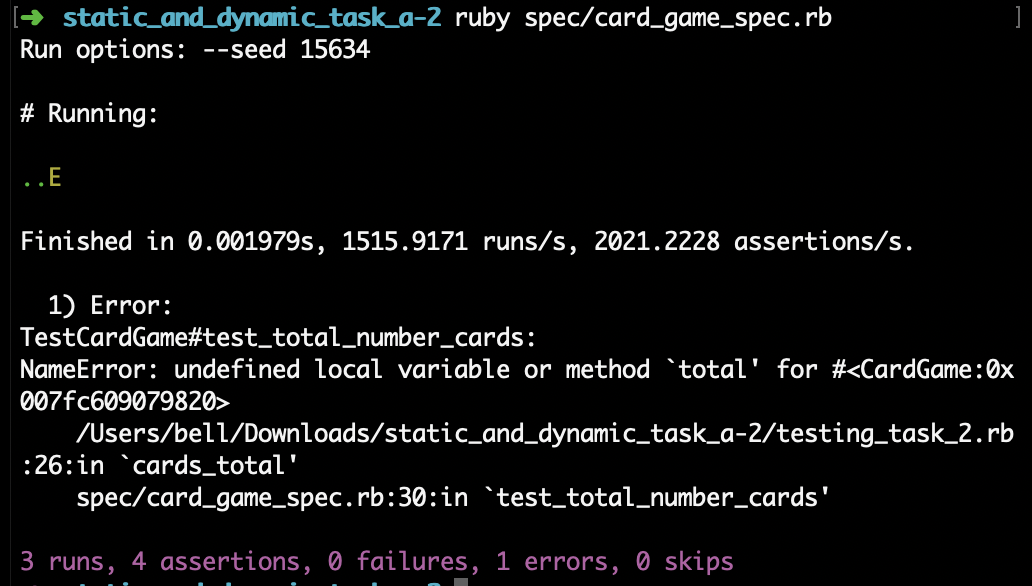 [➜ static_and_dynamic_task_a-2 ruby spec/card_game_spec.rb ]
Run options: --seed 15634
# Running:
..E
Finished in 0.001979s, 1515.9171 runs/s, 2021.2228 assertions/s.
1) Error:
TestCardGame#test_total_number_cards:
NameError: undefined local variable or method `total' for #<CardGame:0x
007fc609079820>
/Users/bell/Downloads/static_and_dynamic_task_a-2/testing_task_2.rb
:26:in `cards_total'
spec/card_game_spec.rb:30:in `test_total_number_cards'
3 runs, 4 assertions, 0 failures, 1 errors, 0 skips